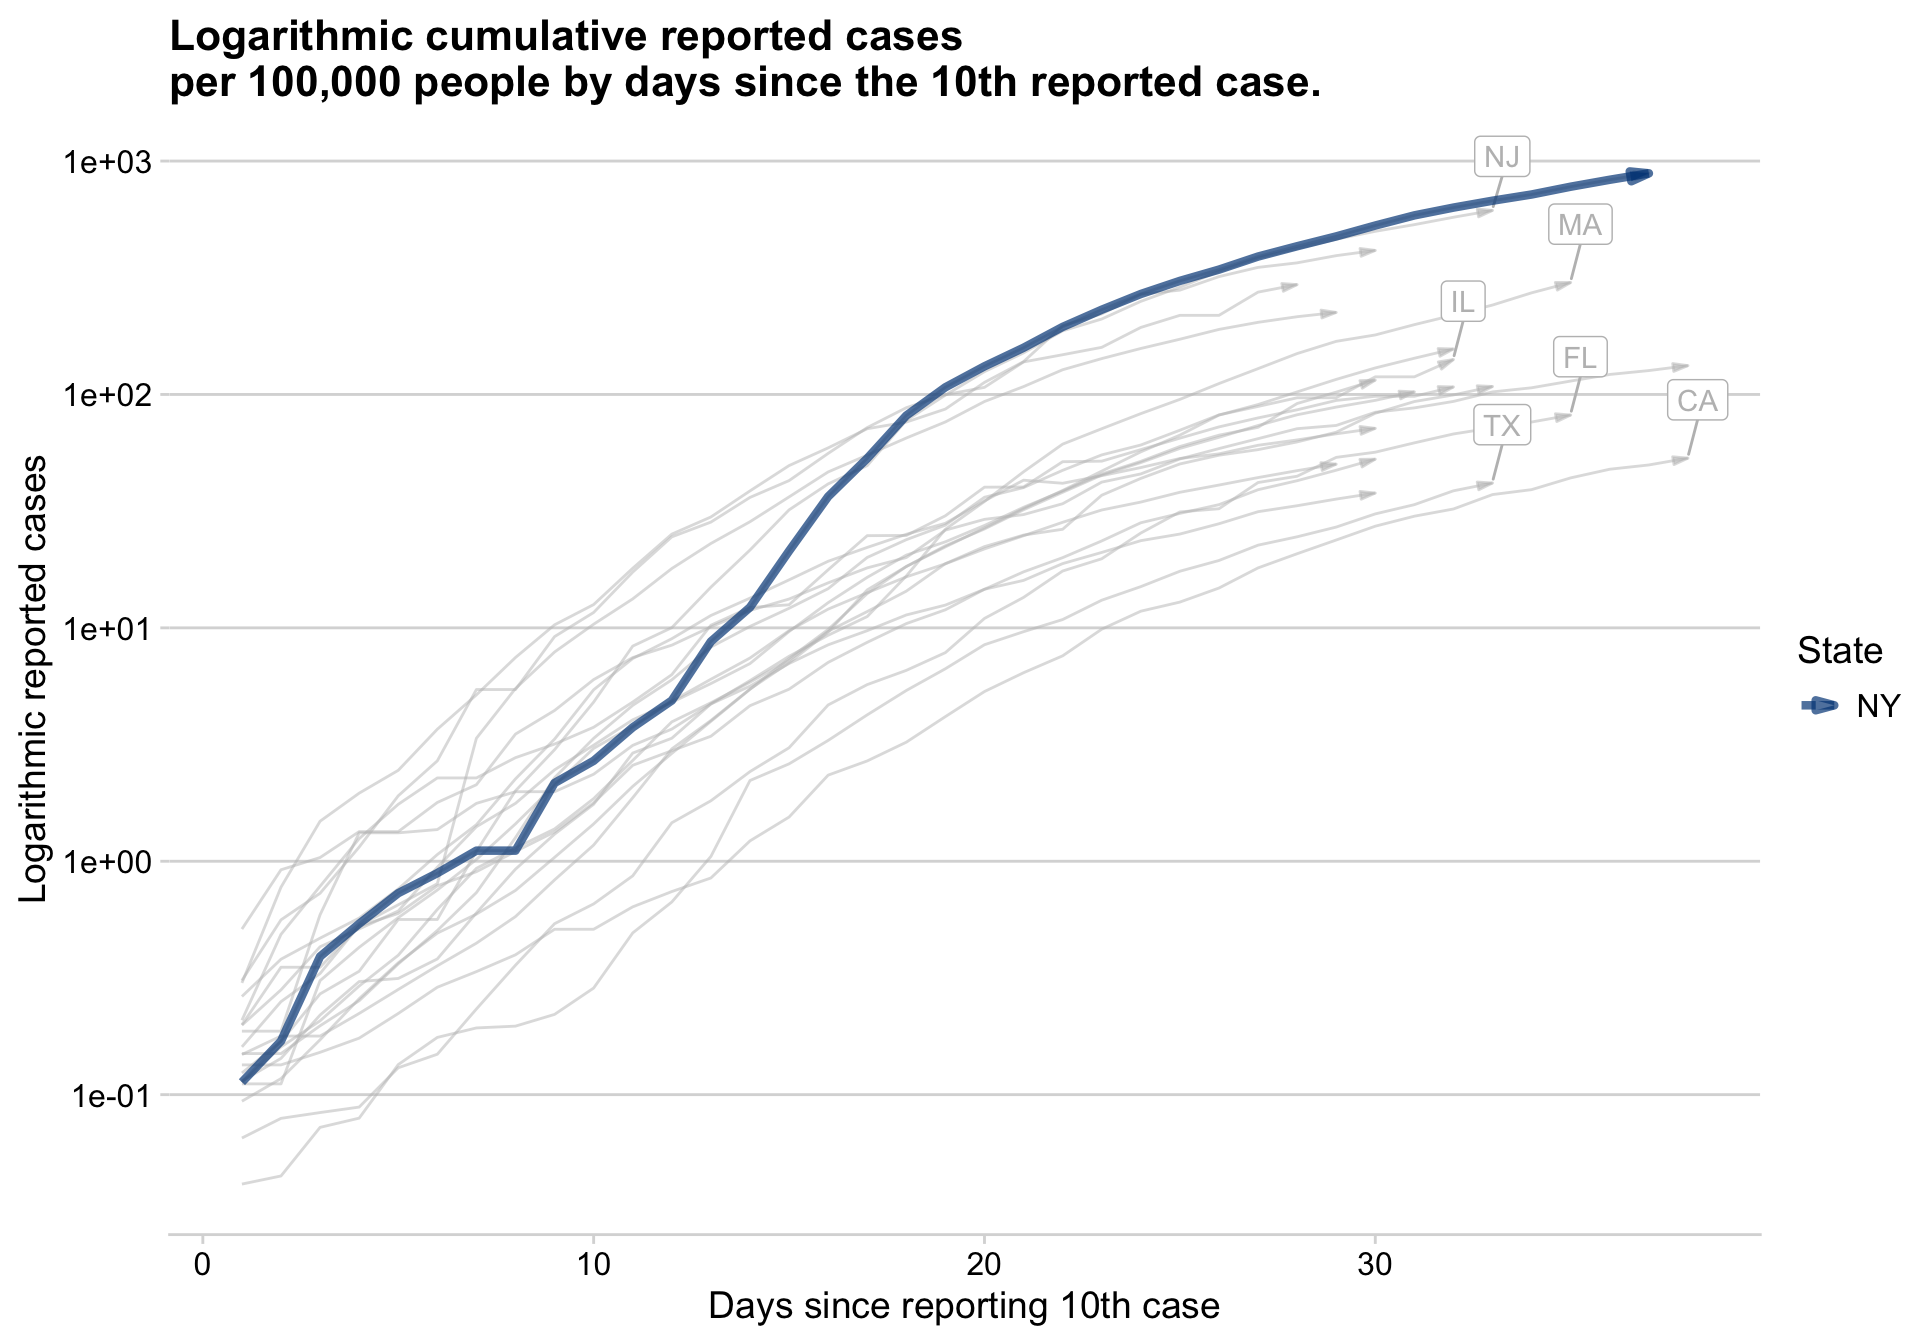 Logarithmic cumulative reported cases
per 100,000 people by days since the 10th reported case.
1e+03
1e+02
1e+01
1e+00
1e-01
Logarithmic reported cases
NJ
MA
IL
FL
CA
TX
0
10
20
30
Days since reporting 10th case
State
NY